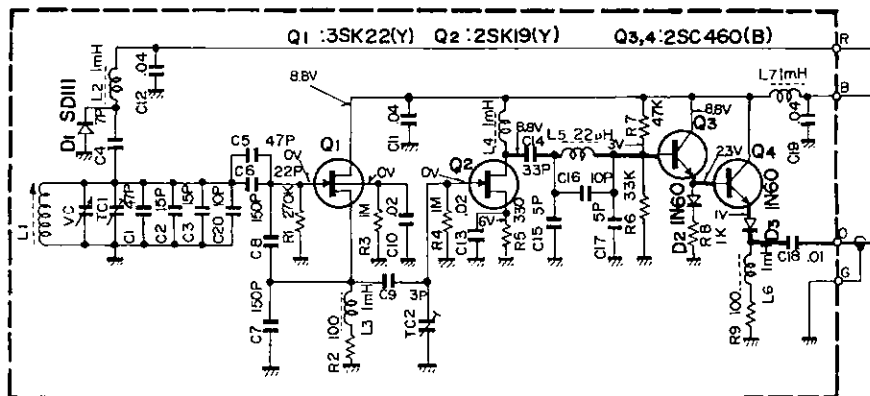 Q1 :3SK22(Y) Q2 :2SK19(Y) Q3,4:2SC460(B)
R
L2 1mH
C12 .04
8.8V
L7 1mH
B
D1 SD111
7P
C4
C5 47P
C6 22P
0V
Q1
C11 .04
L4 1mH
8.8V
C14
33P
L5 22μH
3V
R7 47K
Q3
8.8V
Q4
C19 .04
2.3V
L1
VC
TC1
47P
C1
15P
C2
15P
C3
10P
C20
150P
C8
R1 270K
0V
R3 1M
C10 .02
0V
Q2
R4 1M
C13 .02
1.6V
R5 330
C15 5P
C16 10P
C17 5P
R6 33K
D2 1N60
R8 1K
1V
D3 1N60
C18 .01
O
G
C7 150P
R2 100
L3 1mH
C9 3P
TC2
L6 1mH
R9 100